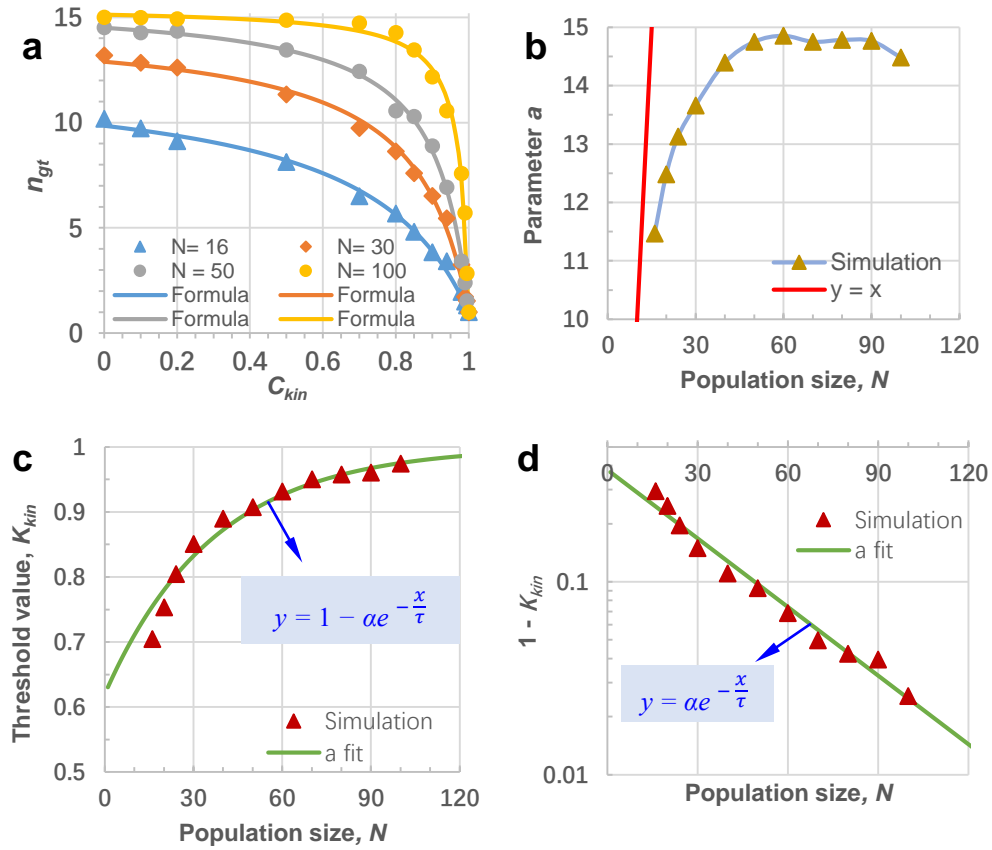 a
15
10
5
0
n_gt
N= 16
N= 30
N = 50
N= 100
Formula
Formula
Formula
Formula
0 0.2 0.4 0.6 0.8 1
C_kin
b
15
14
13
12
11
10
Parameter a
Simulation
y = x
0 30 60 90 120
Population size, N
c
1
0.9
0.8
0.7
0.6
0.5
Threshold value, K_kin
y = 1 − αe^{−x/τ}
Simulation
a fit
0 30 60 90 120
Population size, N
d
0 30 60 90 120
0.1
0.01
1 - K_kin
Simulation
a fit
y = αe^{−x/τ}
Population size, N